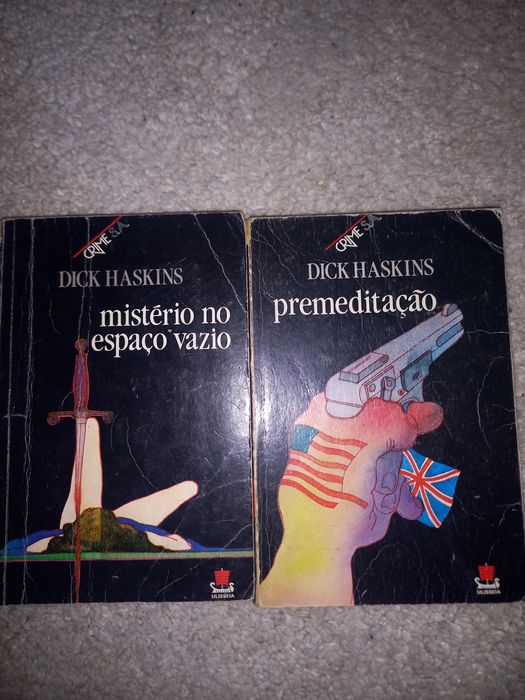 CRIME S.A.
DICK HASKINS
mistério no
espaço vazio
ULISSEIA
CRIME S.A.
DICK HASKINS
premeditação
ULISSEIA